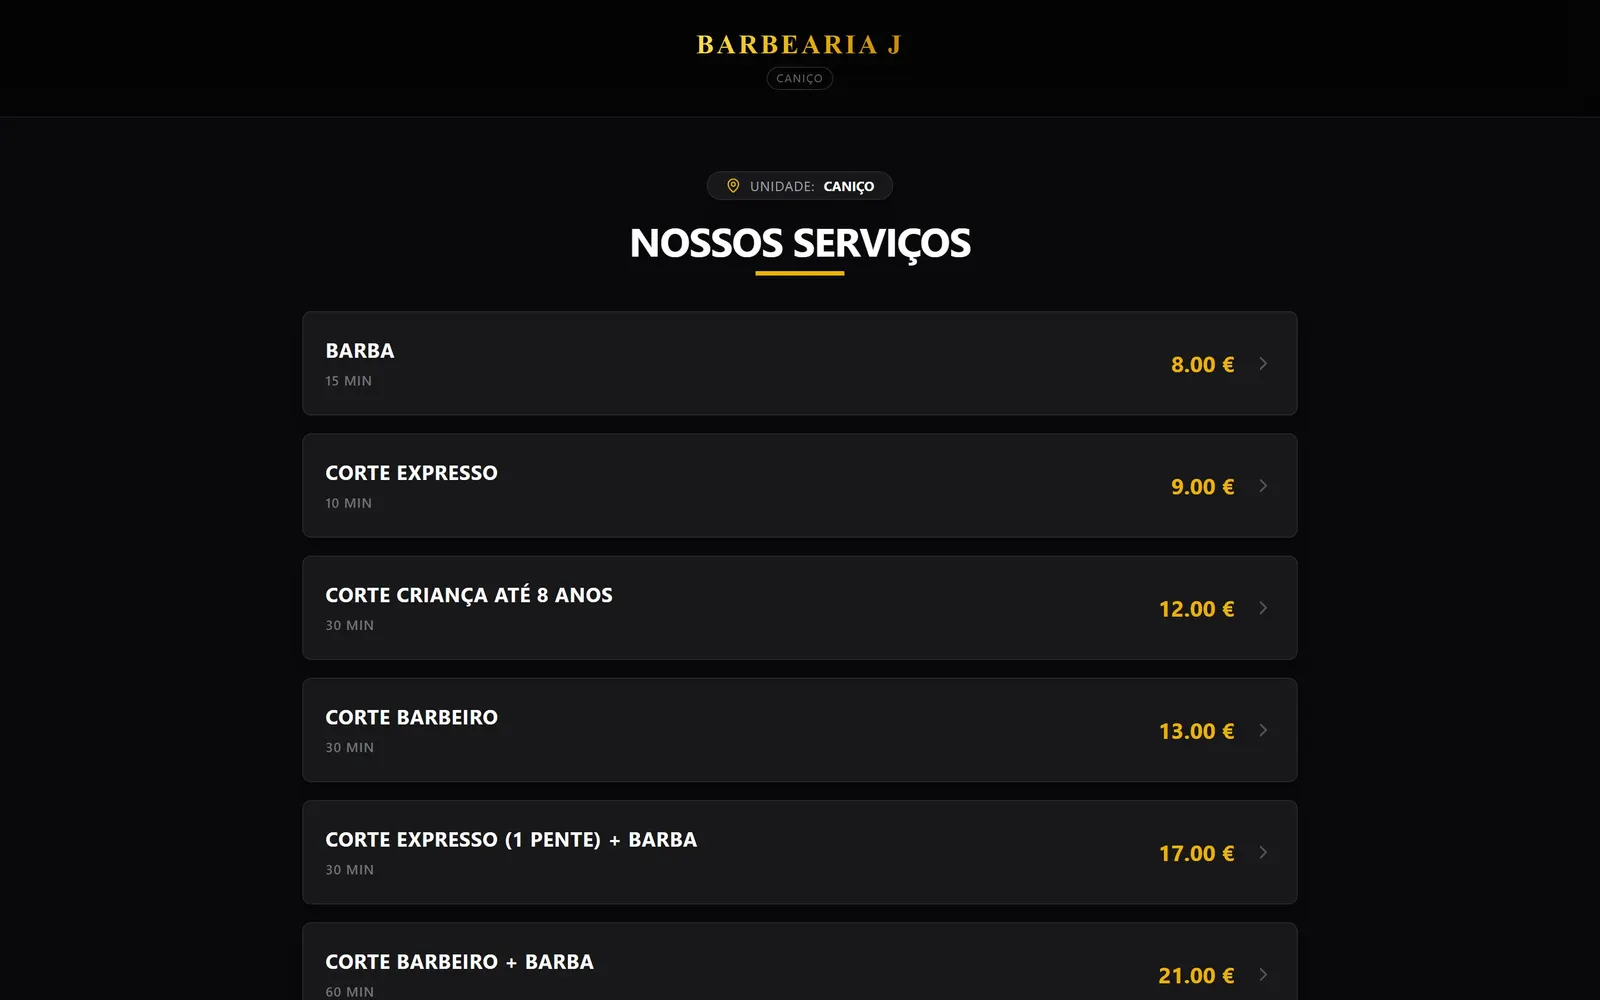 BARBEARIA J
CANIÇO
UNIDADE: CANIÇO
NOSSOS SERVIÇOS
BARBA
15 MIN
8.00 €
CORTE EXPRESSO
10 MIN
9.00 €
CORTE CRIANÇA ATÉ 8 ANOS
30 MIN
12.00 €
CORTE BARBEIRO
30 MIN
13.00 €
CORTE EXPRESSO (1 PENTE) + BARBA
30 MIN
17.00 €
CORTE BARBEIRO + BARBA
60 MIN
21.00 €